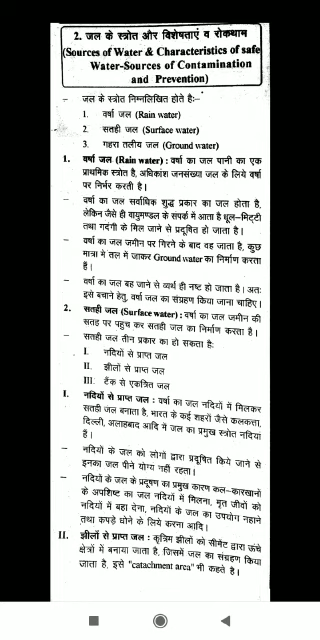 2. जल के स्त्रोत और विशेषताएं व रोकथाम
(Sources of Water & Characteristics of safe
Water-Sources of Contamination
and Prevention)
– जल के स्त्रोत निम्नलिखित होते हैः–
1. वर्षा जल (Rain water)
2. सतही जल (Surface water)
3. गहरा तलीय जल (Ground water)
1. वर्षा जल (Rain water) : वर्षा का जल पानी का एक
प्राथमिक स्त्रोत है, अधिकांश जनसंख्या जल के लिये वर्षा
पर निर्भर करती है।
– वर्षा का जल सर्वाधिक शुद्ध प्रकार का जल होता है,
लेकिन जैसे ही वायुमण्डल के संपर्क में आता है धूल–मिट्टी
तथा गदंगी के मिल जाने से प्रदूषित हो जाता है।
– वर्षा का जल जमीन पर गिरने के बाद वह जाता है, कुछ
मात्रा मे तल में जाकर Ground water का निर्माण करता
हैं।
– वर्षा का जल बह जाने से व्यर्थ ही नष्ट हो जाता है। अतः
इसे बचाने हेतु, वर्षा जल का संग्रहण किया जाना चाहिए।
2. सतही जल (Surface water) : वर्षा का जल जमीन की
सतह पर पहुच कर सतही जल का निर्माण करता है।
– सतही जल तीन प्रकार का हो सकता हैः
I. नदियों से प्राप्त जल
II. झीलों से प्राप्त जल
III. टैंक से एकत्रित जल
I. नदियों से प्राप्त जल : वर्षा का जल नदियों में मिलकर
सतही जल बनाता है, भारत के कई शहरों जैसे कलकत्ता,
दिल्ली, अलाहबाद आदि में जल का प्रमुख स्त्रोत नदिया
हैं।
– नदियों के जल को लोगों द्वारा प्रदूषित किये जाने से
इनका जल पीने योग्य नहीं रहता।
– नदियों के जल के प्रदूषण का प्रमुख कारण कल–कारखानों
के अपशिष्ट का जल नदियों में मिलना, मृत जीवों को
नदियों में बहा देना, नदियों के जल का उपयोग नहाने
तथा कपड़े धोने के लिये करना आदि।
II. झीलों से प्राप्त जल : कृत्रिम झीलों को सीमेंट द्वारा ऊंचे
क्षेत्रों में बनाया जाता है, जिसमें जल का संग्रहण किया
जाता है, इसे "catachment area" भी कहते है।